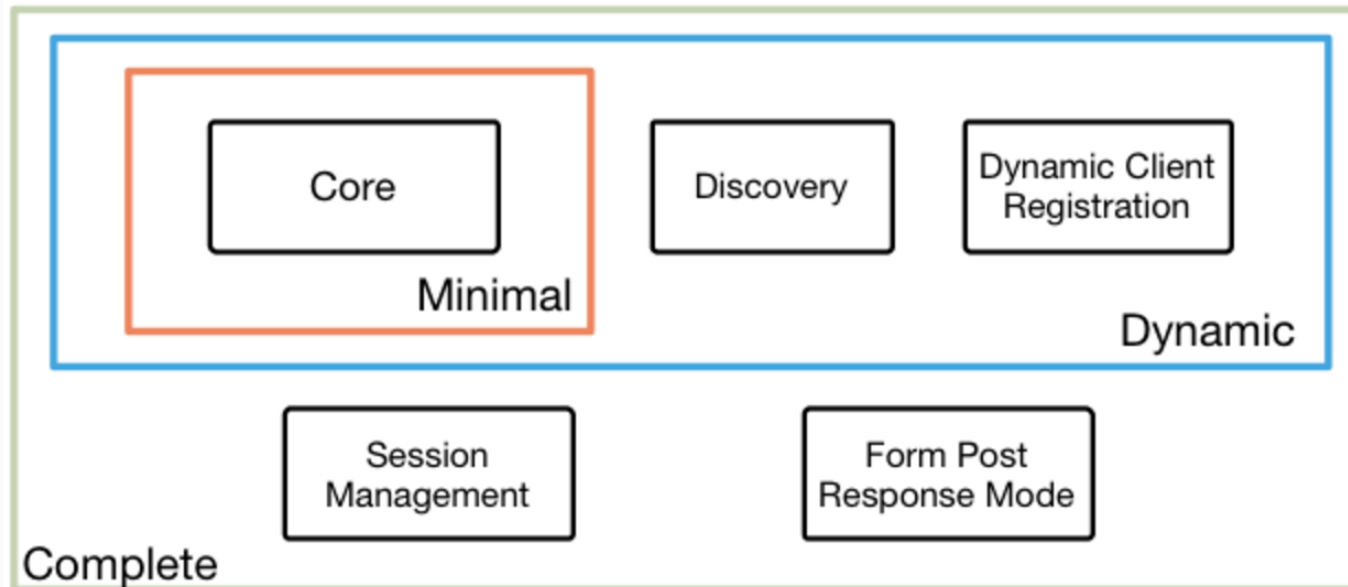 Core
Discovery
Dynamic Client
Registration
Minimal
Dynamic
Session
Management
Form Post
Response Mode
Complete